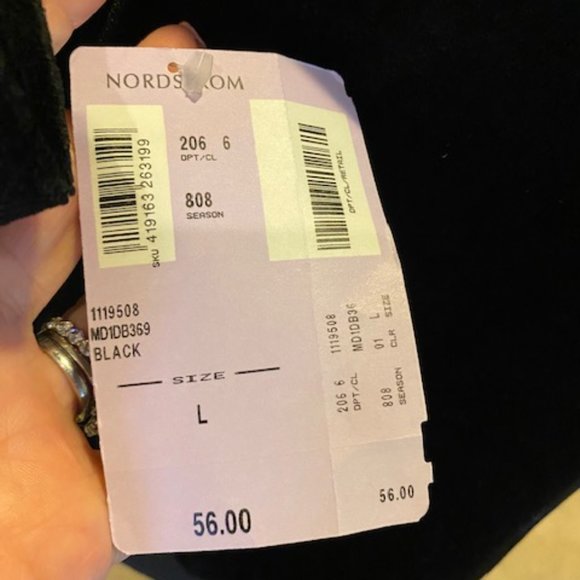 NORDSTROM
206 6
DPT/CL
808
SEASON
SKU 419163 263199
DPT/CL/RETAIL
1119508
MD1DB369
BLACK
SIZE
L
56.00
206 6 1119508
DPT/CL MD1DB36
808 01 L
SEASON CLR SIZE
56.00